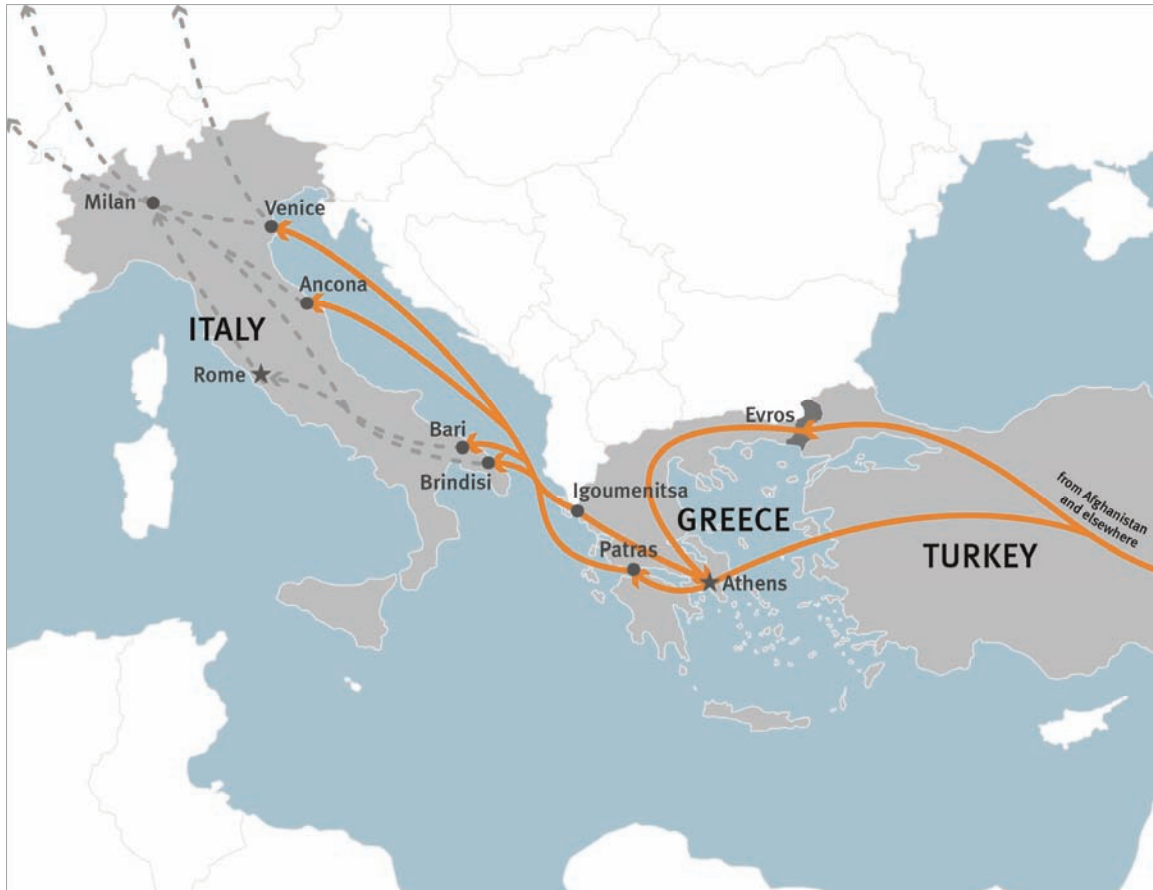 Milan
Venice
Ancona
ITALY
Rome
Bari
Brindisi
Evros
Igoumenitsa
GREECE
Patras
Athens
TURKEY
from Afghanistan
and elsewhere